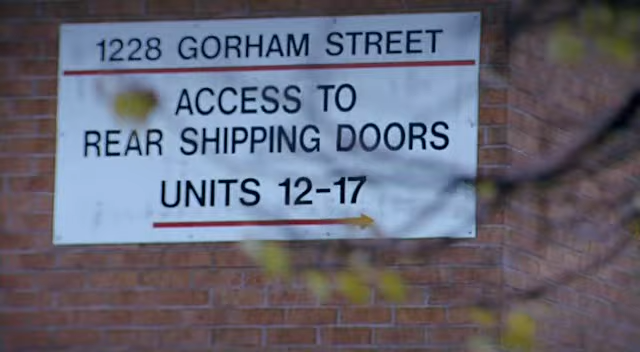 1228 GORHAM STREET
ACCESS TO
REAR SHIPPING DOORS
UNITS 12-17